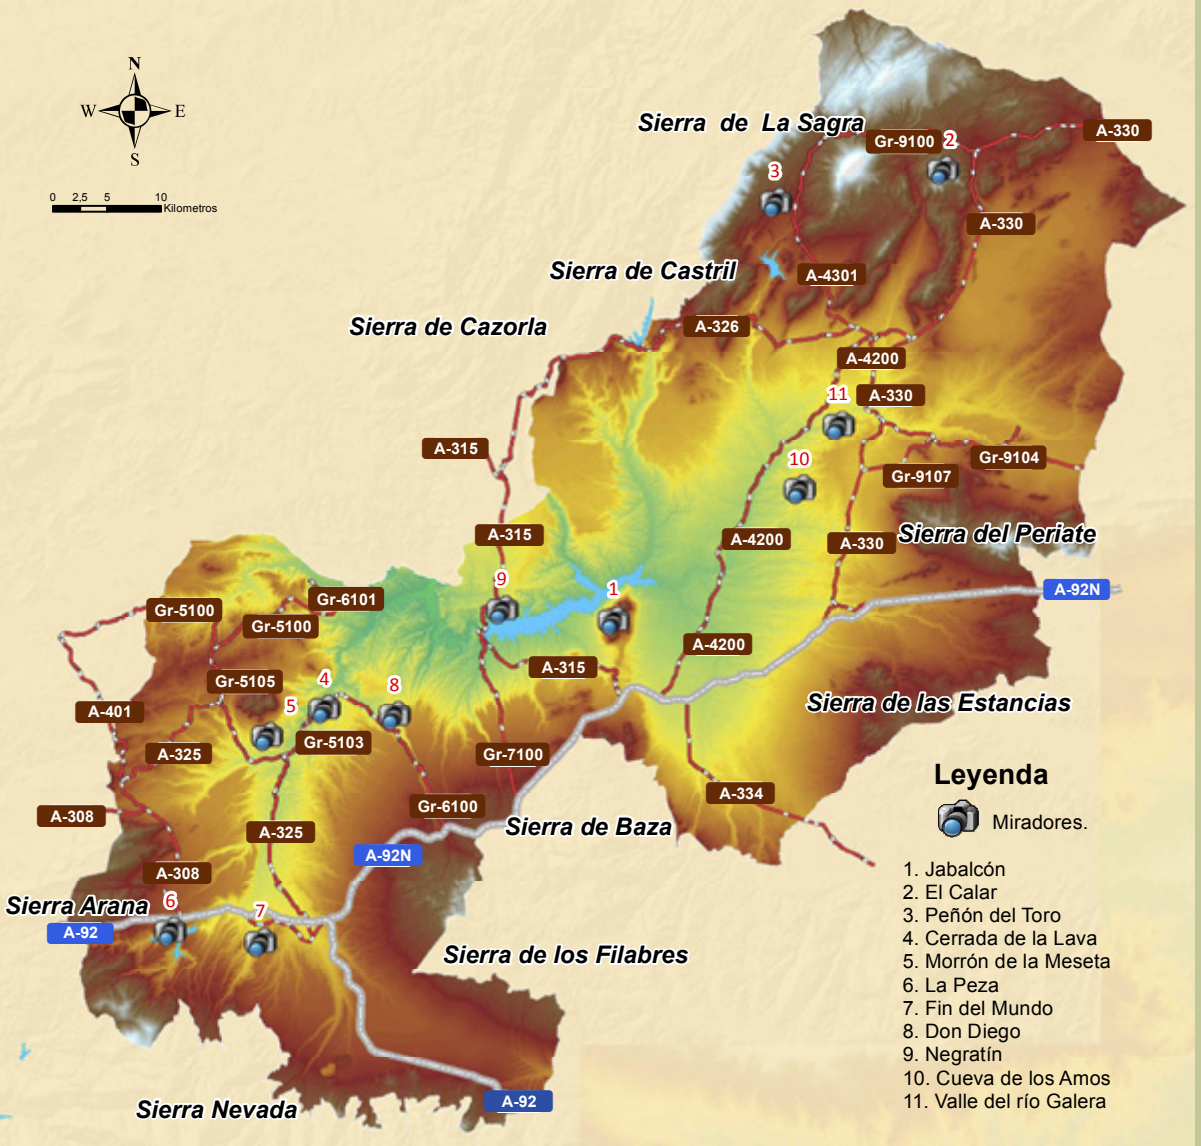 N
W
E
S
0 2,5 5 10
Kilometros
Sierra de La Sagra
Gr-9100
2
A-330
3
A-330
Sierra de Castril
A-4301
Sierra de Cazorla
A-326
A-4200
11
A-330
A-315
10
Gr-9104
Gr-9107
A-315
A-4200
A-330
Sierra del Periate
9
1
A-92N
Gr-6101
Gr-5100
Gr-5100
A-4200
A-315
Gr-5105
4
8
5
Sierra de las Estancias
A-401
Gr-5103
A-325
Gr-7100
A-334
Gr-6100
A-308
A-325
Sierra de Baza
A-92N
A-308
6
Sierra Arana
7
A-92
Sierra de los Filabres
A-92
Sierra Nevada
Leyenda
Miradores.
1. Jabalcón
2. El Calar
3. Peñón del Toro
4. Cerrada de la Lava
5. Morrón de la Meseta
6. La Peza
7. Fin del Mundo
8. Don Diego
9. Negratín
10. Cueva de los Amos
11. Valle del río Galera